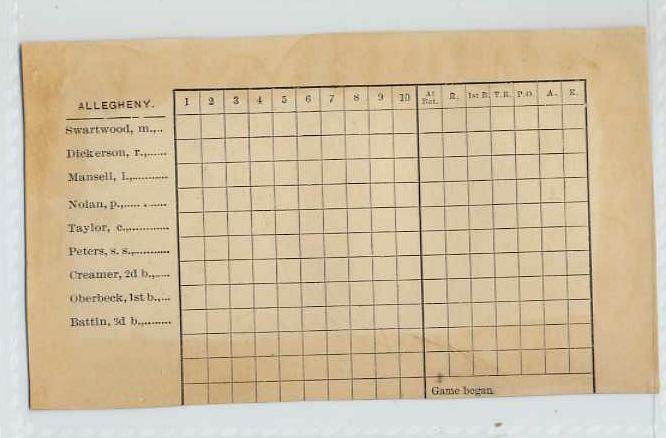 ALLEGHENY. 1 2 3 4 5 6 7 8 9 10 At Bat. R. 1st B. T.B. P.O. A. E.
Swartwood, m.,..
Dickerson, r.,......
Mansell, l.,...........
Nolan, p.,..... . ......
Taylor, c.,............
Peters, s. s.,..........
Creamer, 2d b.,....
Oberbeck, 1st b.,...
Battin, 3d b.,........
Game began